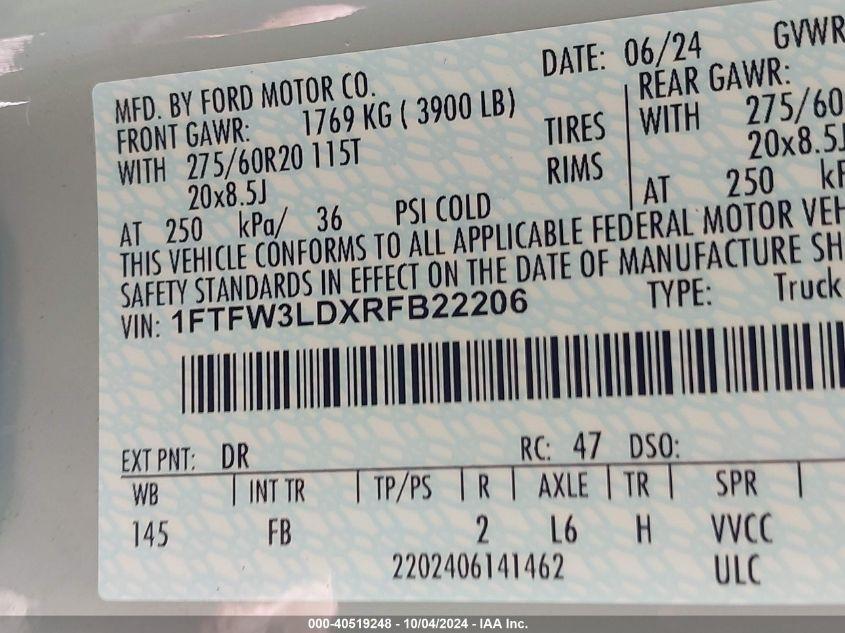 MFD. BY FORD MOTOR CO. DATE: 06/24 GVWR
FRONT GAWR: 1769 KG ( 3900 LB) REAR GAWR:
WITH 275/60R20 115T TIRES WITH 275/60
20x8.5J RIMS 20x8.5J
AT 250 kPa/ 36 PSI COLD AT 250 kP
THIS VEHICLE CONFORMS TO ALL APPLICABLE FEDERAL MOTOR VEH
SAFETY STANDARDS IN EFFECT ON THE DATE OF MANUFACTURE SH
VIN: 1FTFW3LDXRFB22206 TYPE: Truck
EXT PNT: DR RC: 47 DSO:
WB INT TR TP/PS R AXLE TR SPR
145 FB 2 L6 H VVCC
2202406141462 ULC
000-40519248 - 10/04/2024 - IAA Inc.